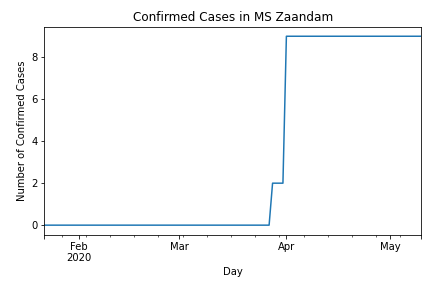 Confirmed Cases in MS Zaandam
Number of Confirmed Cases
8
6
4
2
0
Feb Mar Apr May
2020
Day